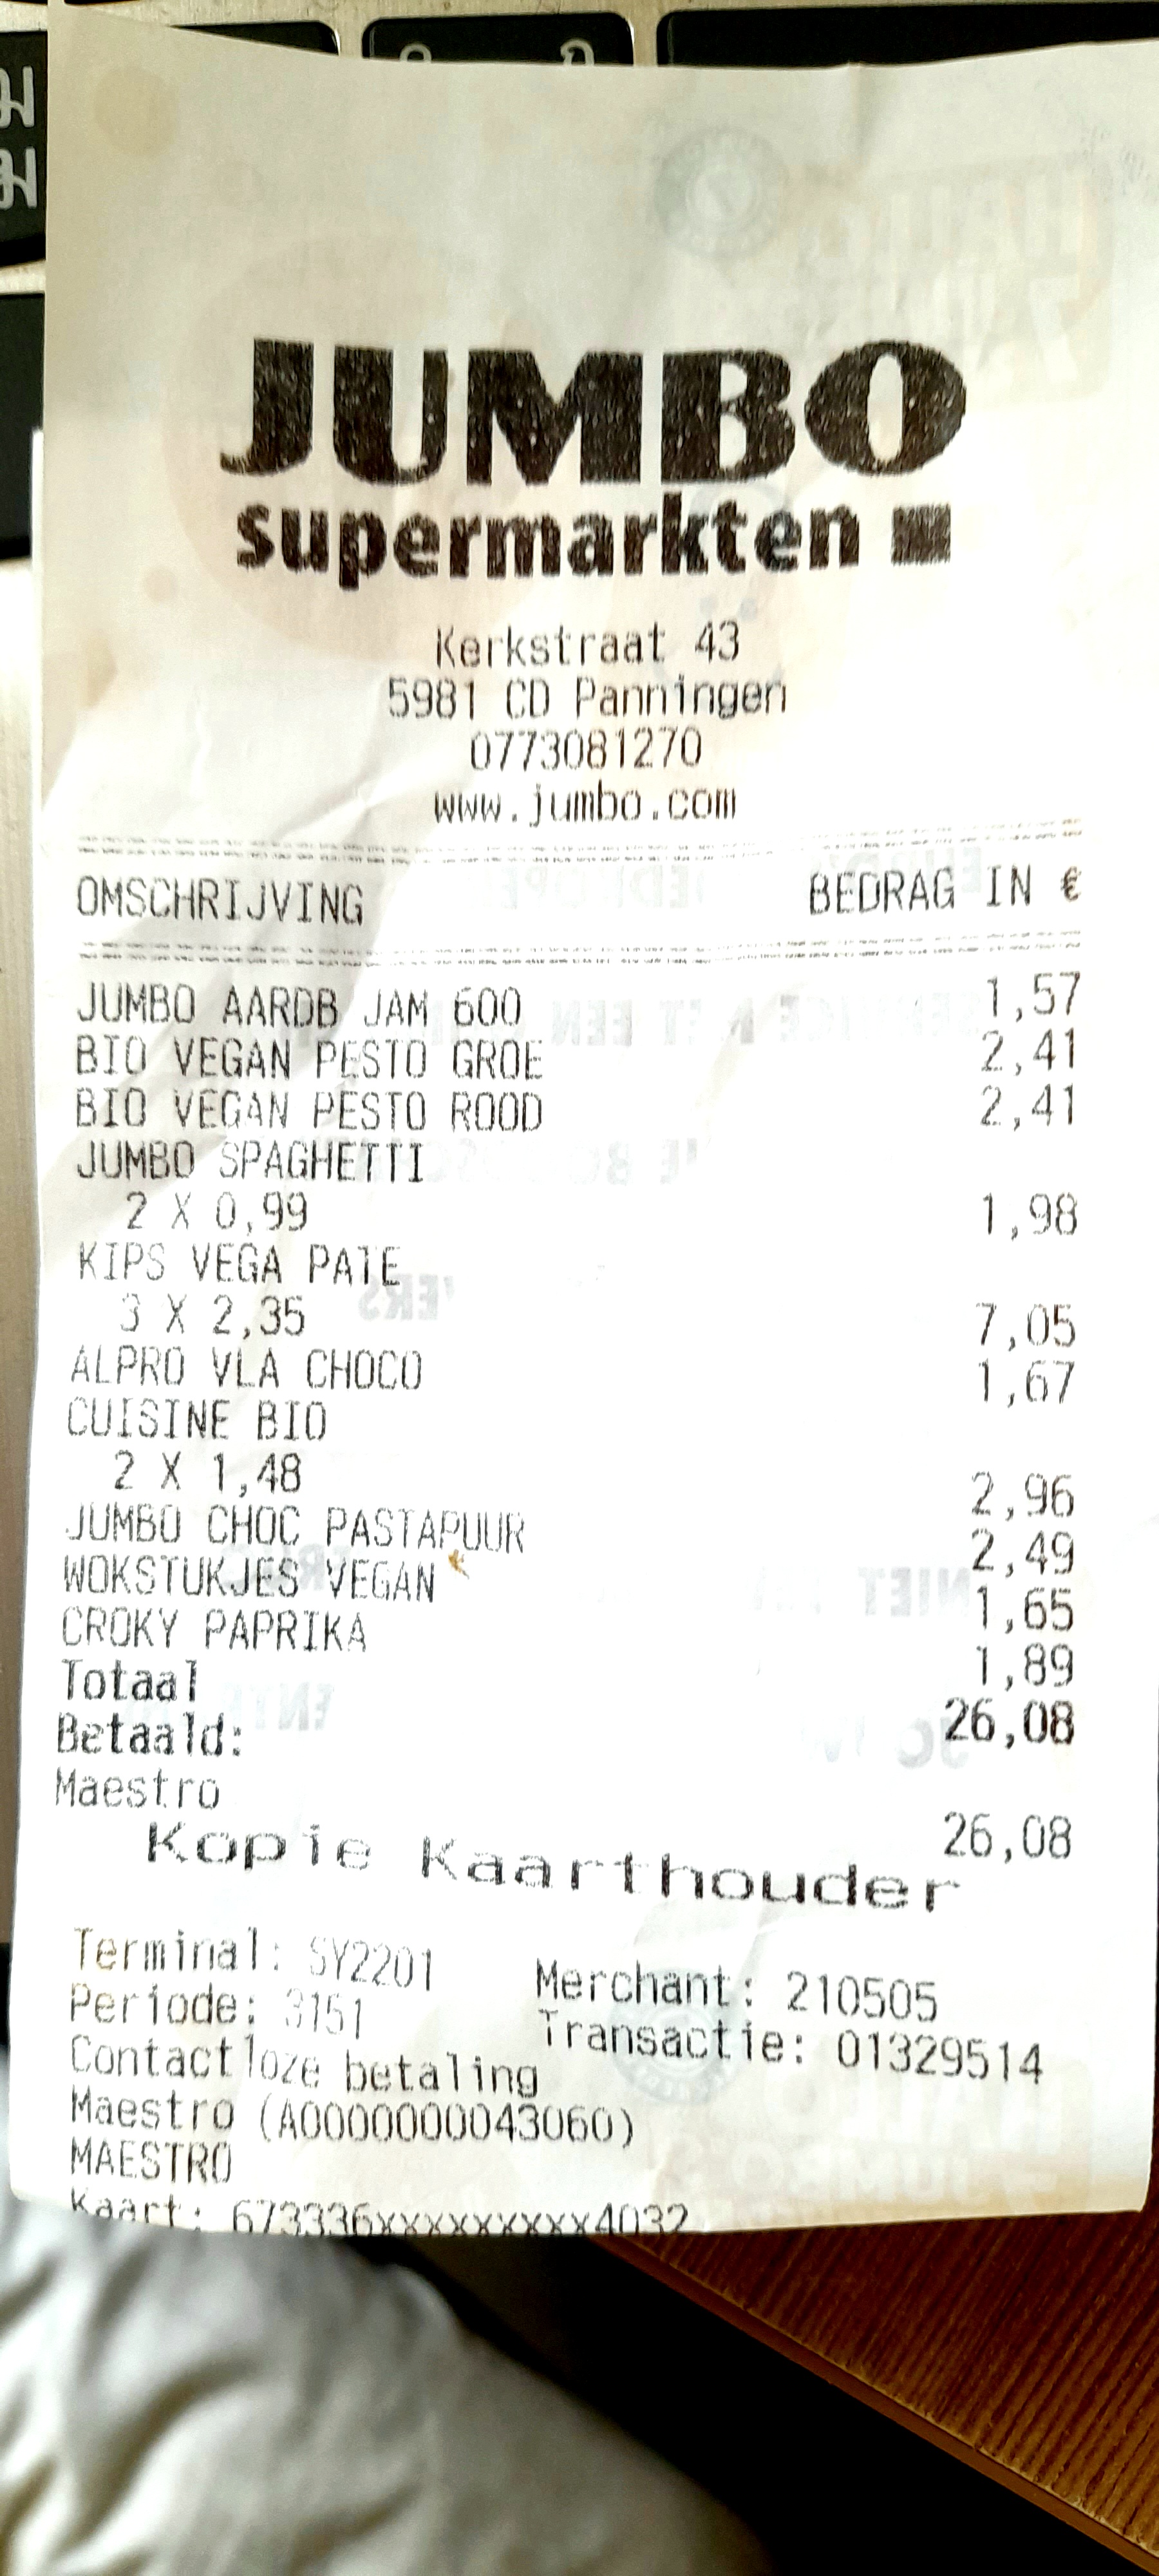 JUMBO
supermarkten
Kerkstraat 43
5981 CD Panningen
0773081270
www.jumbo.com
OMSCHRIJVING BEDRAG IN €
JUMBO AARDB JAM 600 1,57
BIO VEGAN PESTO GROE 2,41
BIO VEGAN PESTO ROOD 2,41
JUMBO SPAGHETTI
2 X 0,99 1,98
KIPS VEGA PATE
3 X 2,35 7,05
ALPRO VLA CHOCO 1,67
CUISINE BIO
2 X 1,48 2,96
JUMBO CHOC PASTAPUUR 2,49
WOKSTUKJES VEGAN 1,65
CROKY PAPRIKA 1,89
Totaal 26,08
Betaald:
Maestro 26,08
Kopie Kaarthouder
Terminal: SY2201 Merchant: 210505
Periode: 3151 Transactie: 01329514
Contactloze betaling
Maestro (A0000000043060)
MAESTRO
Kaart: 673336xxxxxxxxx4032